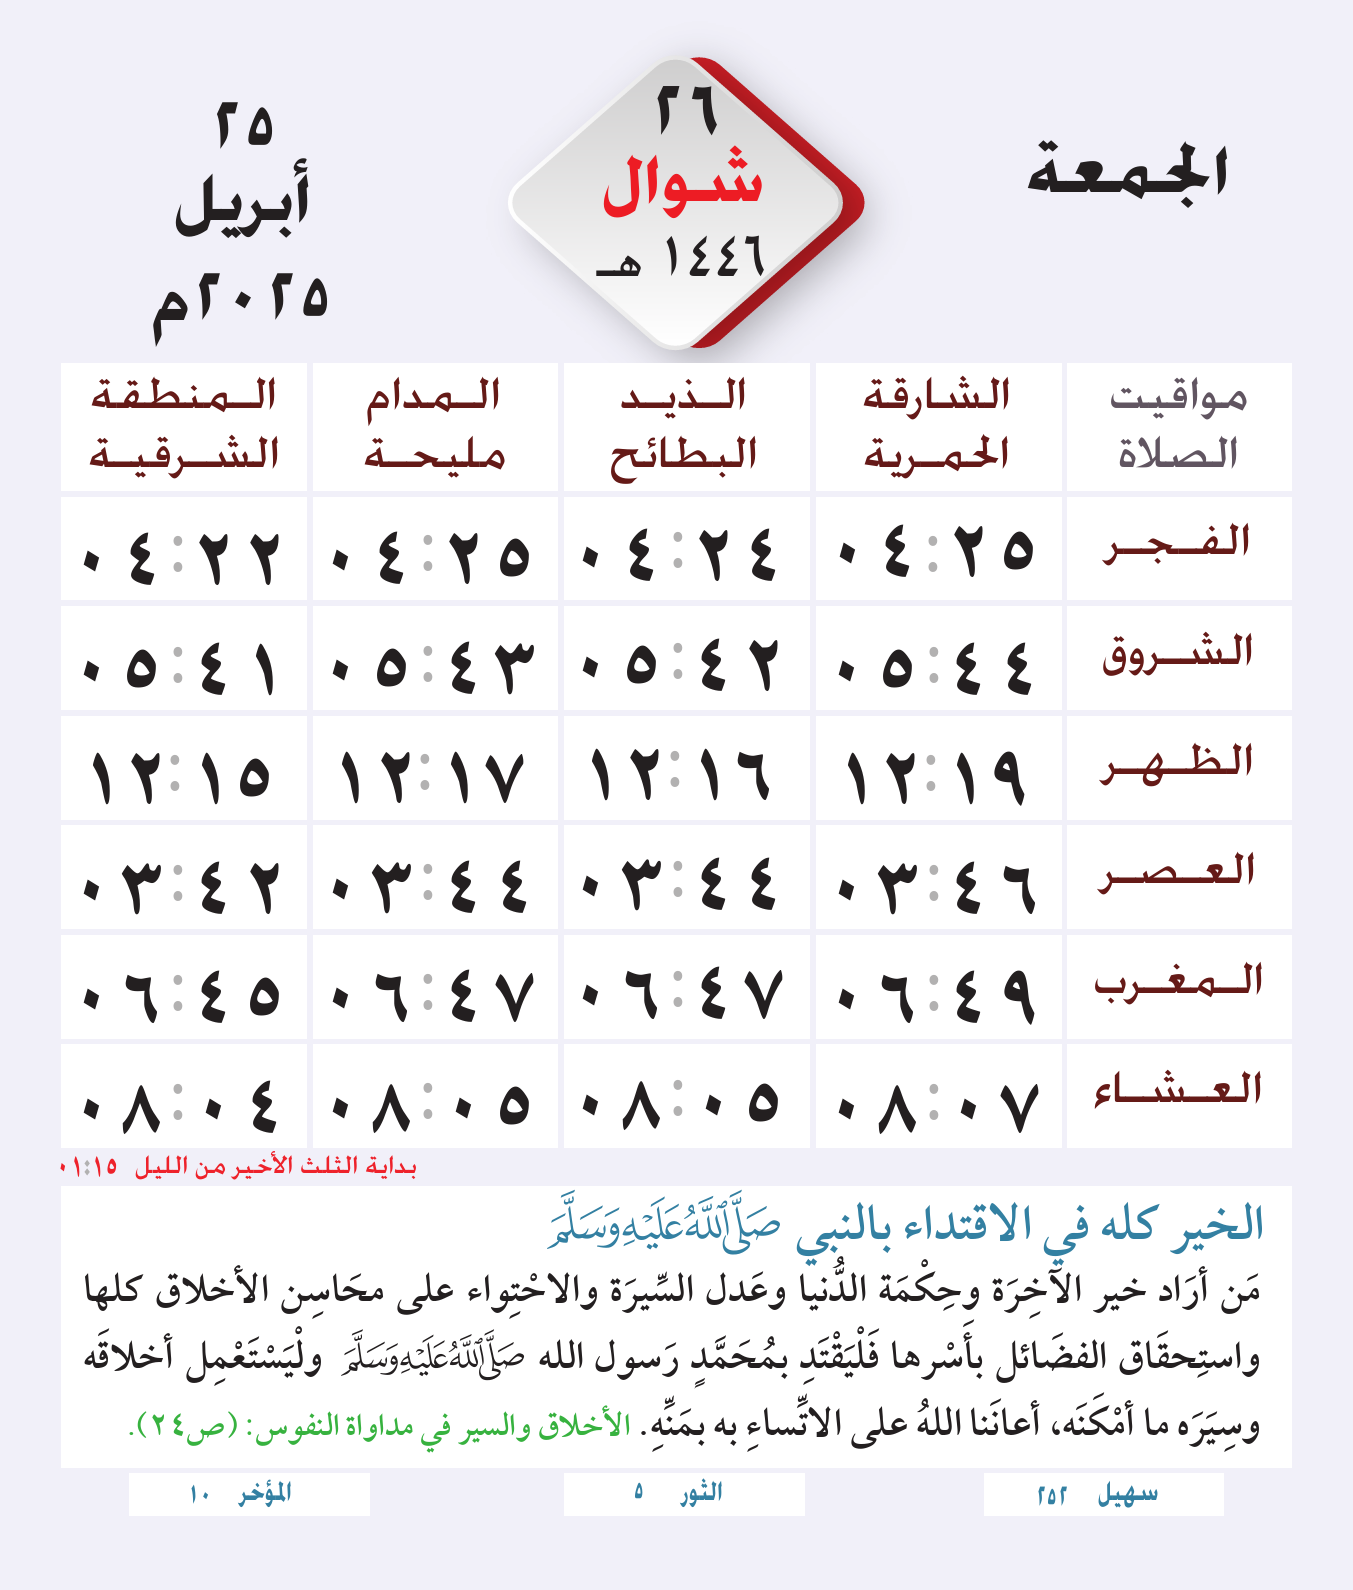 الجمعة
٢٦
شوال
١٤٤٦ هـ
٢٥
أبريل
٢٠٢٥م
مواقيت الصلاة
الشارقة الحمرية
الذيد البطائح
المدام مليحة
المنطقة الشرقية
الفجر ٠٤:٢٥ ٠٤:٢٤ ٠٤:٢٥ ٠٤:٢٢
الشروق ٠٥:٤٤ ٠٥:٤٢ ٠٥:٤٣ ٠٥:٤١
الظهر ١٢:١٩ ١٢:١٦ ١٢:١٧ ١٢:١٥
العصر ٠٣:٤٦ ٠٣:٤٤ ٠٣:٤٤ ٠٣:٤٢
المغرب ٠٦:٤٩ ٠٦:٤٧ ٠٦:٤٧ ٠٦:٤٥
العشاء ٠٨:٠٧ ٠٨:٠٥ ٠٨:٠٥ ٠٨:٠٤
بداية الثلث الأخير من الليل ٠١:١٥
الخير كله في الاقتداء بالنبي صَلَّى اللَّهُ عَلَيْهِ وَسَلَّمَ
مَن أرَاد خير الآخِرَة وحِكْمَة الدُّنيا وعَدل السِّيرَة والاحْتِواء على محَاسِن الأخلاق كلها
واستِحقَاق الفضَائل بأَسْرها فَلْيَقْتَدِ بمُحَمَّدٍ رَسول الله صَلَّى اللَّهُ عَلَيْهِ وَسَلَّمَ ولْيَسْتَعْمِل أخلاقَه
وسِيَرَه ما أمْكَنَه، أعانَنا اللهُ على الاتِّساءِ به بمَنِّهِ. الأخلاق والسير في مداواة النفوس: (ص٢٤).
سهيل ٢٥٢
الثور ٥
المؤخر ١٠